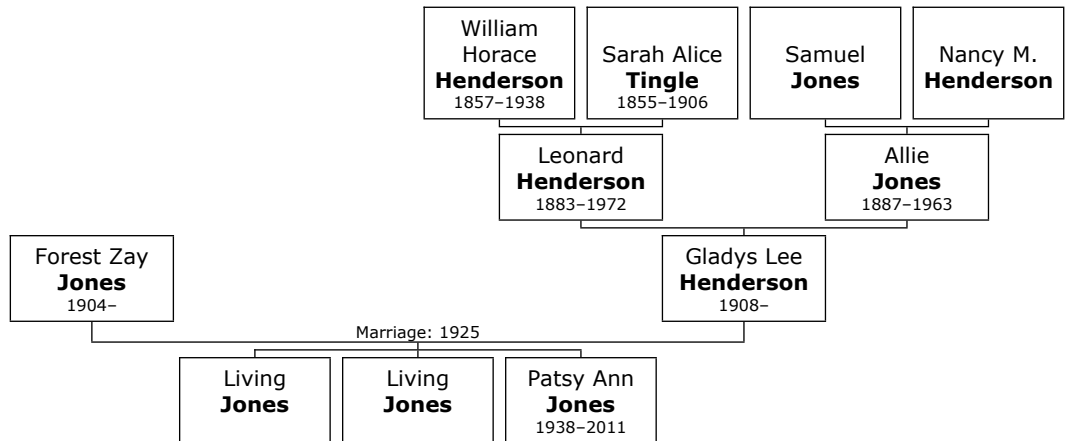 William
Horace
Henderson
1857–1938
Sarah Alice
Tingle
1855–1906
Samuel
Jones
Nancy M.
Henderson
Leonard
Henderson
1883–1972
Allie
Jones
1887–1963
Forest Zay
Jones
1904–
Gladys Lee
Henderson
1908–
Marriage: 1925
Living
Jones
Living
Jones
Patsy Ann
Jones
1938–2011